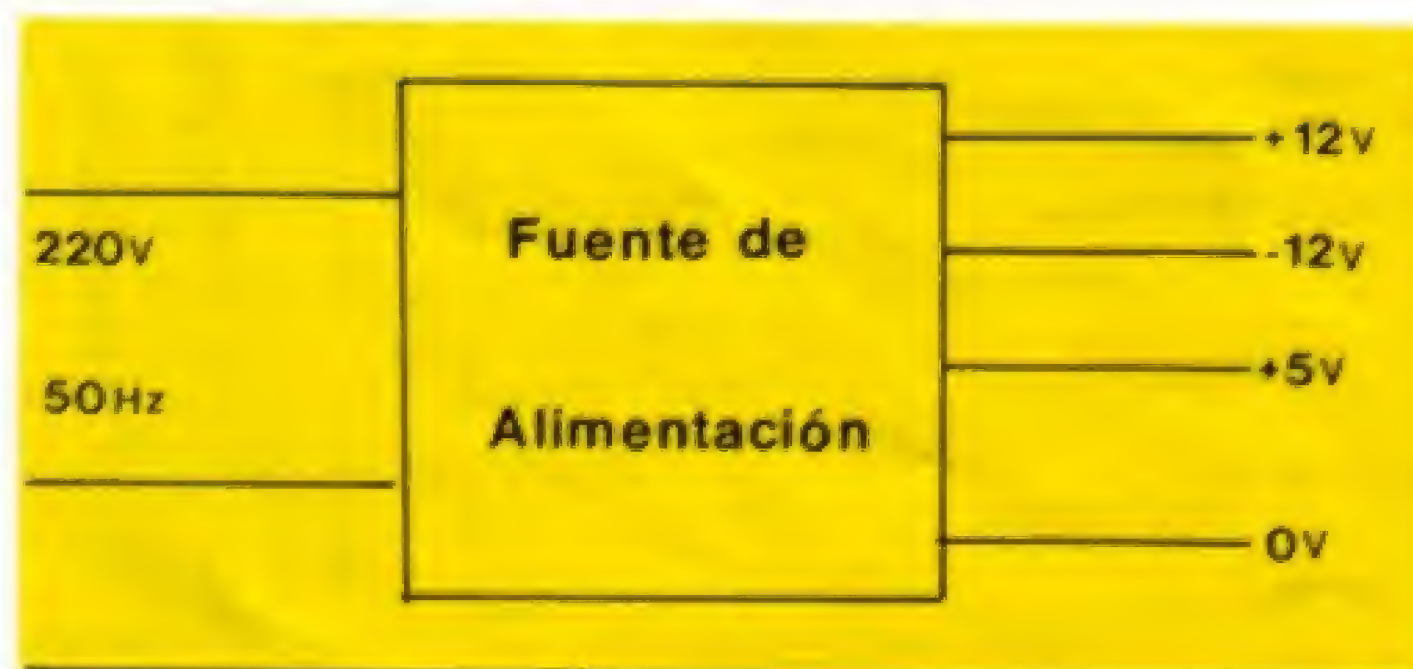 220V
50Hz
Fuente de
Alimentación
+12V
-12V
+5V
0V